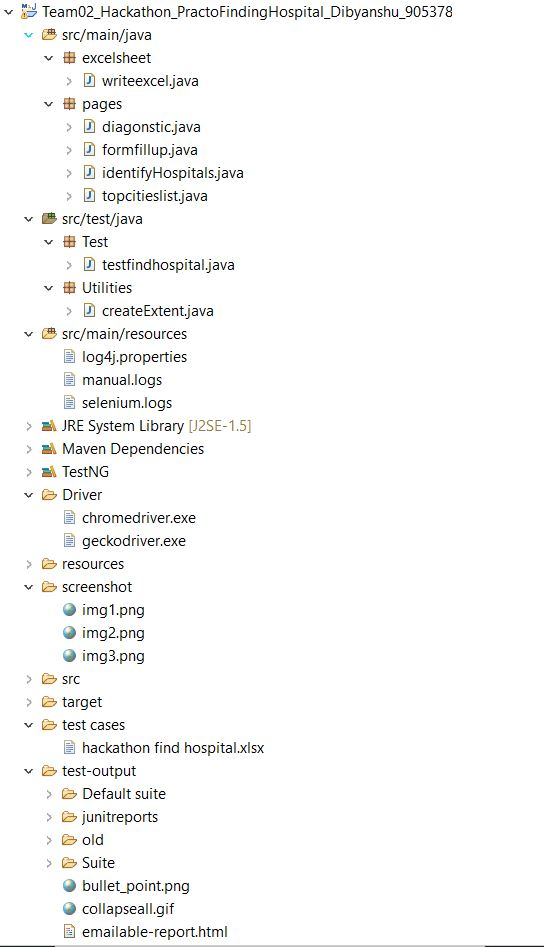 Team02_Hackathon_PractoFindingHospital_Dibyanshu_905378
src/main/java
excelsheet
writeexcel.java
pages
diagonstic.java
formfillup.java
identifyHospitals.java
topcitieslist.java
src/test/java
Test
testfindhospital.java
Utilities
createExtent.java
src/main/resources
log4j.properties
manual.logs
selenium.logs
JRE System Library [J2SE-1.5]
Maven Dependencies
TestNG
Driver
chromedriver.exe
geckodriver.exe
resources
screenshot
img1.png
img2.png
img3.png
src
target
test cases
hackathon find hospital.xlsx
test-output
Default suite
junitreports
old
Suite
bullet_point.png
collapseall.gif
emailable-report.html